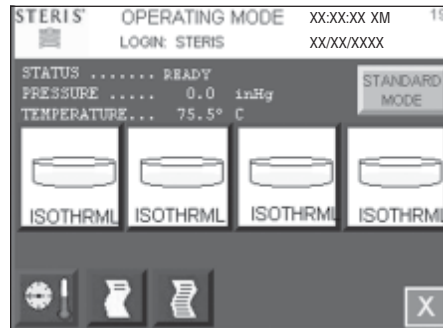 STERIS® OPERATING MODE XX:XX:XX XM 19
LOGIN: STERIS XX/XX/XXXX
STATUS ....... READY
PRESSURE ..... 0.0 inHg
TEMPERATURE... 75.5° C
STANDARD
MODE
ISOTHRML ISOTHRML ISOTHRML ISOTHRML
X